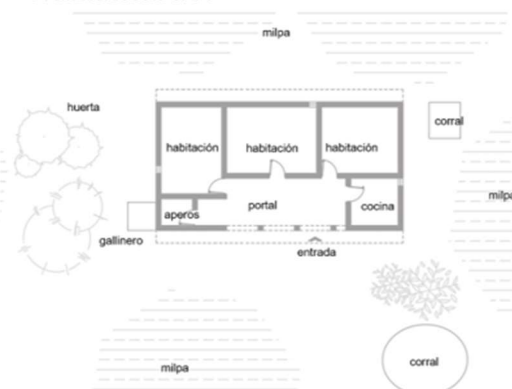 milpa
huerta
corral
habitación
habitación
habitación
milpa
portal
cocina
aperos
gallinero
entrada
corral
milpa